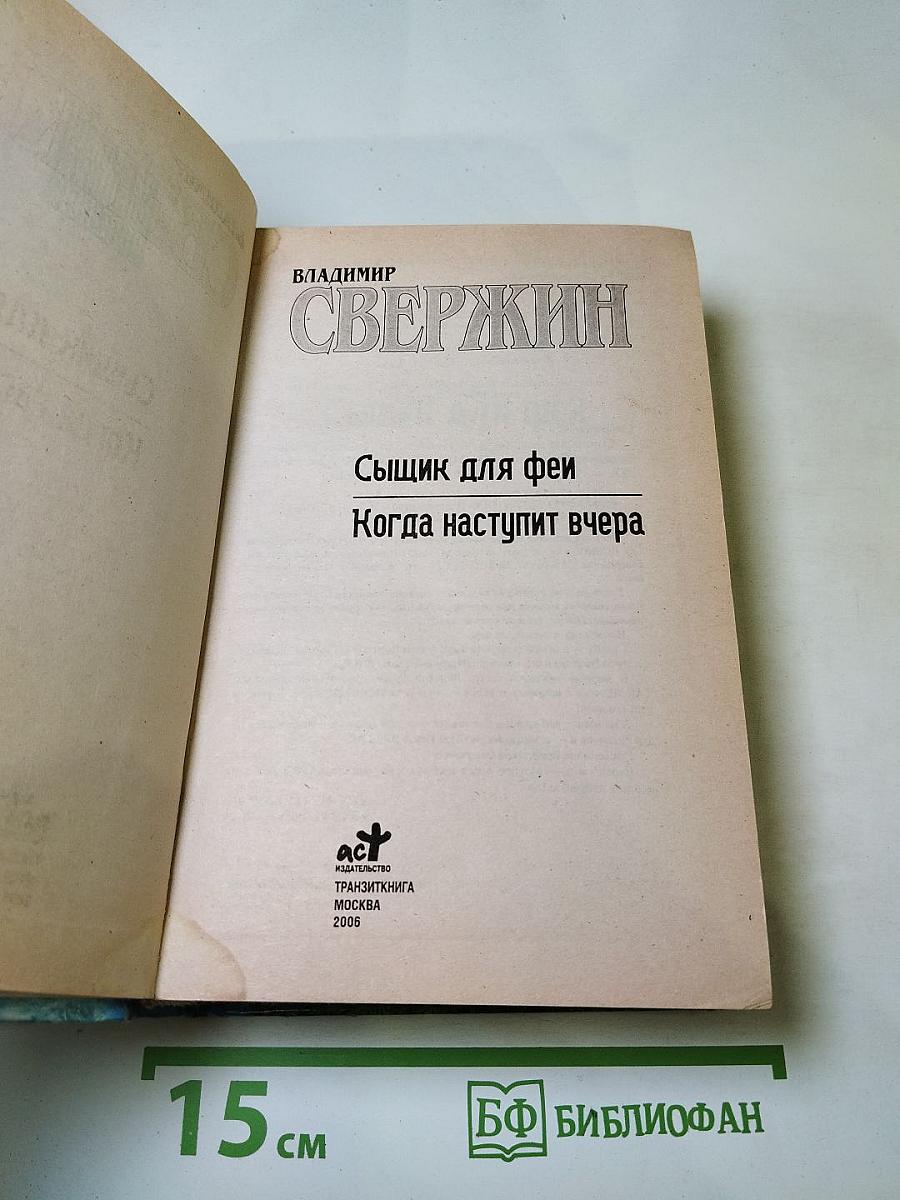 ВЛАДИМИР
СВЕРЖИН
Сыщик для феи
Когда наступит вчера
аст
ИЗДАТЕЛЬСТВО
ТРАНЗИТКНИГА
МОСКВА
2006
15 см
БФ БИБЛИОФАН